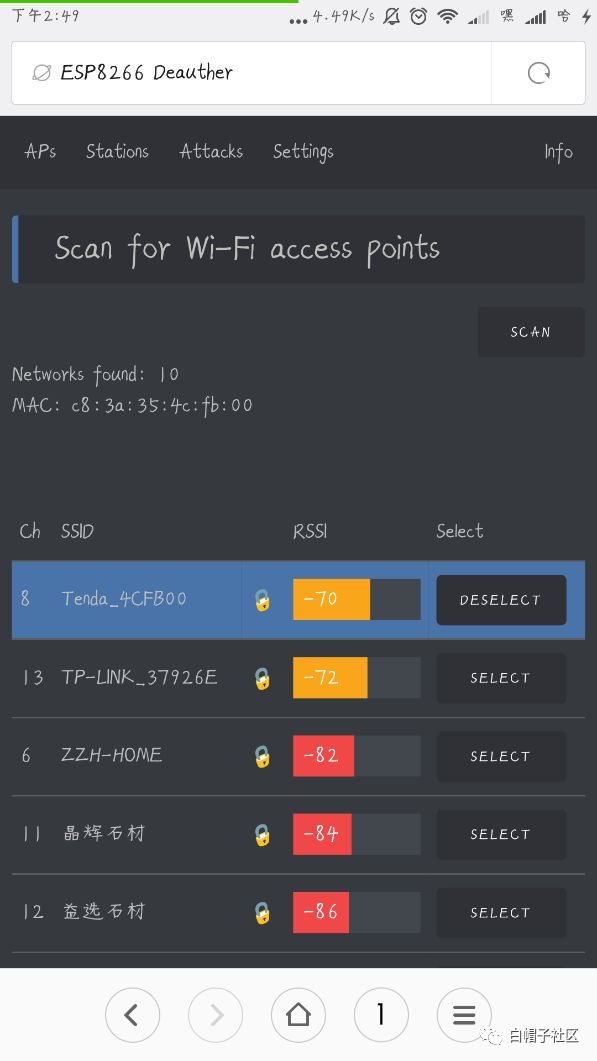 下午2:49 ... 4.49K/s 嘿 哈
ESP8266 Deauther
APs Stations Attacks Settings Info
Scan for Wi-Fi access points
SCAN
Networks found: 10
MAC: c8:3a:35:4c:fb:00
Ch SSID RSSI Select
8 Tenda_4CFB00 -70 DESELECT
13 TP-LINK_37926E -72 SELECT
6 ZZH-HOME -82 SELECT
11 晶辉石材 -84 SELECT
12 益选石材 -86 SELECT
1
白帽子社区